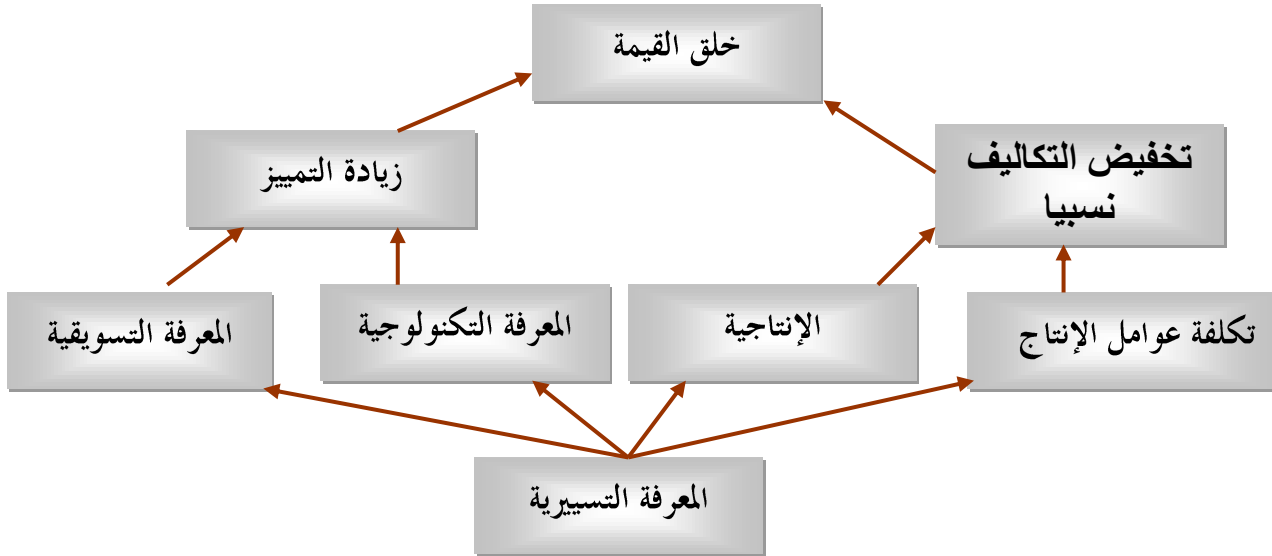 خلق القيمة
تخفيض التكاليف
نسبيا
زيادة التمييز
تكلفة عوامل الإنتاج
الإنتاجية
المعرفة التكنولوجية
المعرفة التسويقية
المعرفة التسييرية